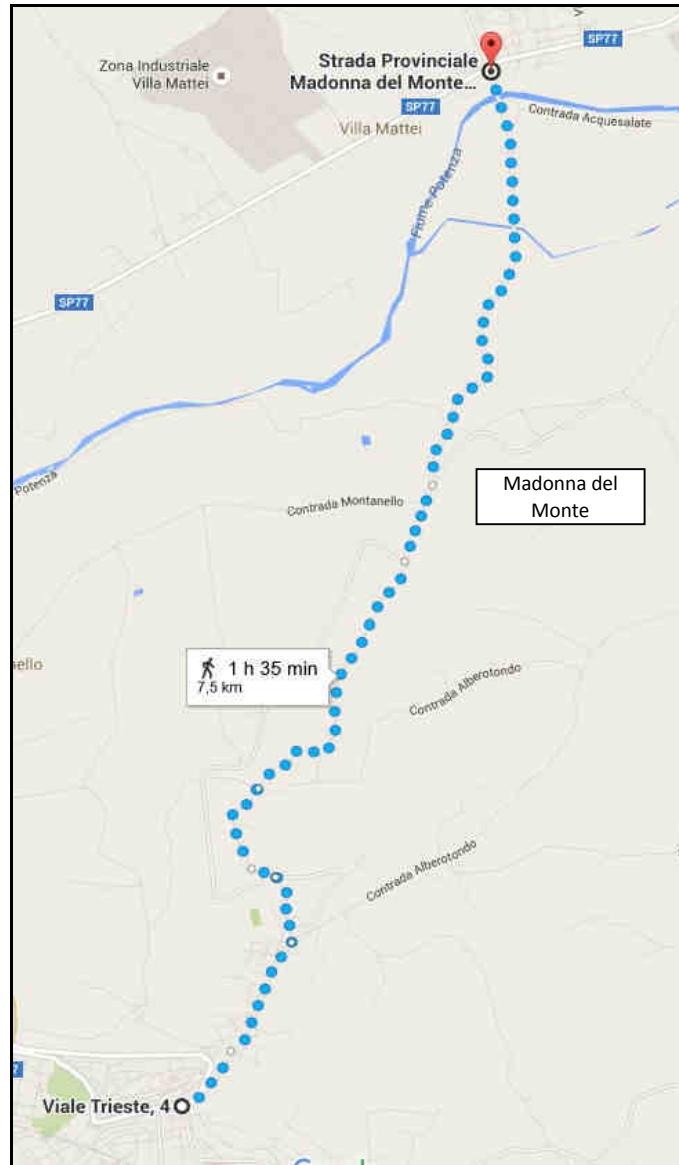 SP77
Strada Provinciale
Madonna del Monte...
Zona Industriale
Villa Mattei
SP77
Contrada Acquesalate
Villa Mattei
Fiume Potenza
SP77
Potenza
Madonna del
Monte
Contrada Montanello
1 h 35 min
7,5 km
Contrada Alberotondo
Contrada Alberotondo
Viale Trieste, 4